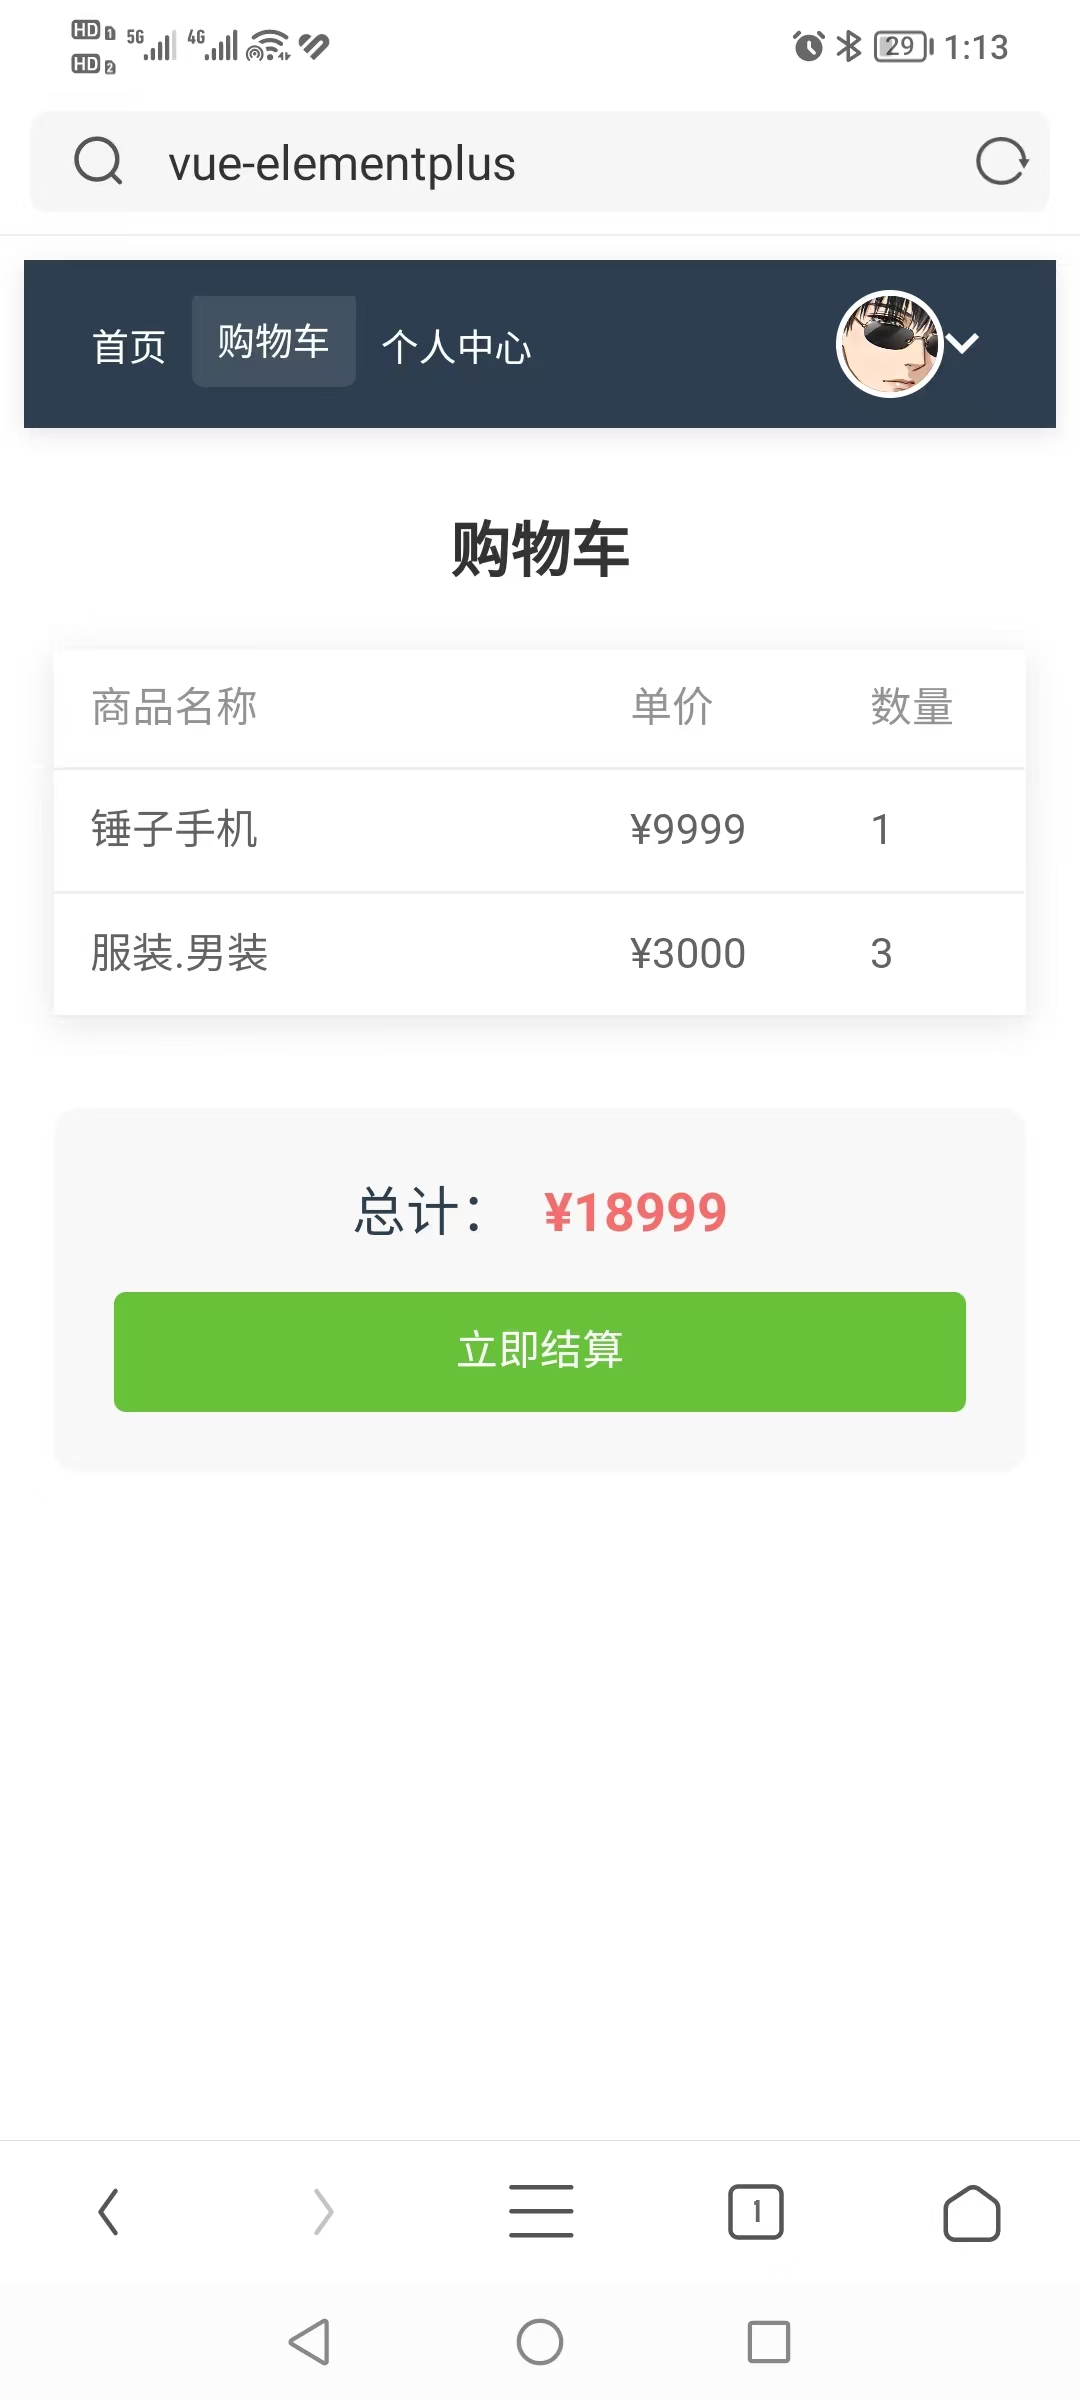 HD 1 5G 4G 29 1:13
HD 2
vue-elementplus
首页 购物车 个人中心
购物车
商品名称 单价 数量
锤子手机 ¥9999 1
服装.男装 ¥3000 3
总计： ¥18999
立即结算
1